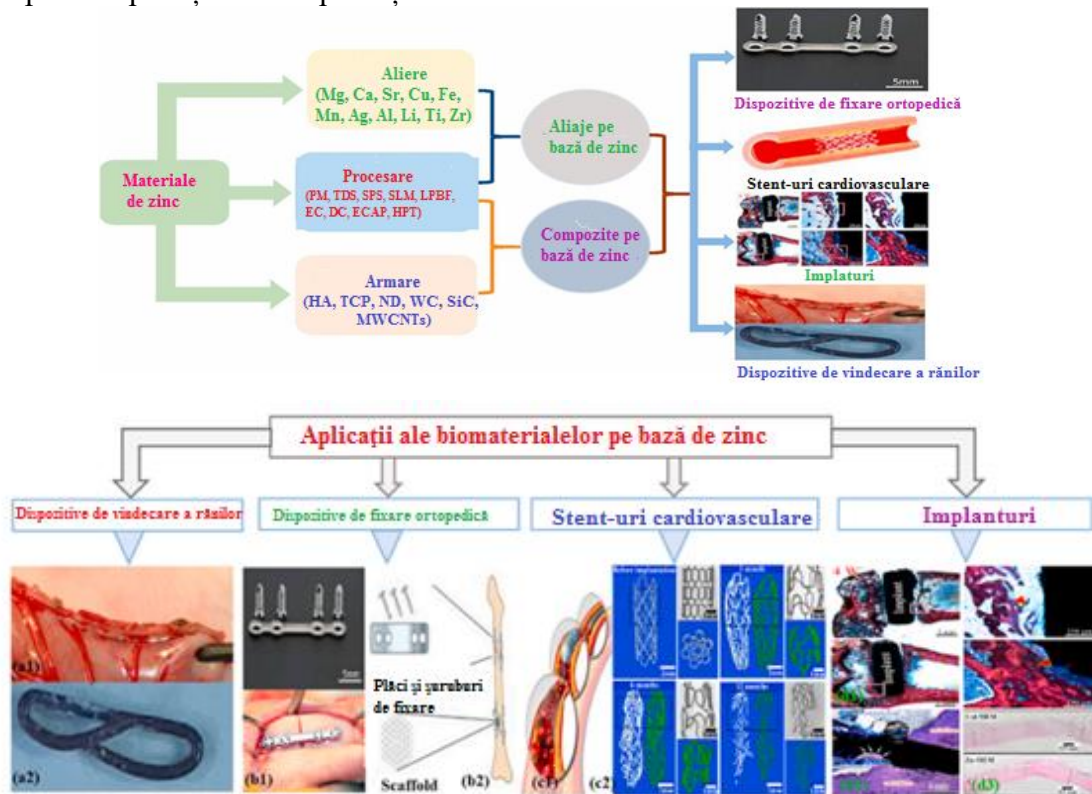 Aliere
(Mg, Ca, Sr, Cu, Fe,
Mn, Ag, Al, Li, Ti, Zr)
5mm
Dispozitive de fixare ortopedică
Aliaje pe
bază de zinc
Materiale
de zinc
Procesare
(PM, TDS, SPS, SLM, LPBF,
EC, DC, ECAP, HPT)
Stent-uri cardiovasculare
Compozite pe
bază de zinc
Implaturi
Armare
(HA, TCP, ND, WC, SiC,
MWCNTs)
Dispozitive de vindecare a rănilor
Aplicații ale biomaterialelor pe bază de zinc
Dispozitive de vindecare a rănilor
Dispozitive de fixare ortopedică
Stent-uri cardiovasculare
Implanturi
(a1)
(a2)
(b1)
Plăci și șuruburi
de fixare
Scaffold
(b2)
(c1)
(c2)
Before implantation
Implant
Implant
(d3)